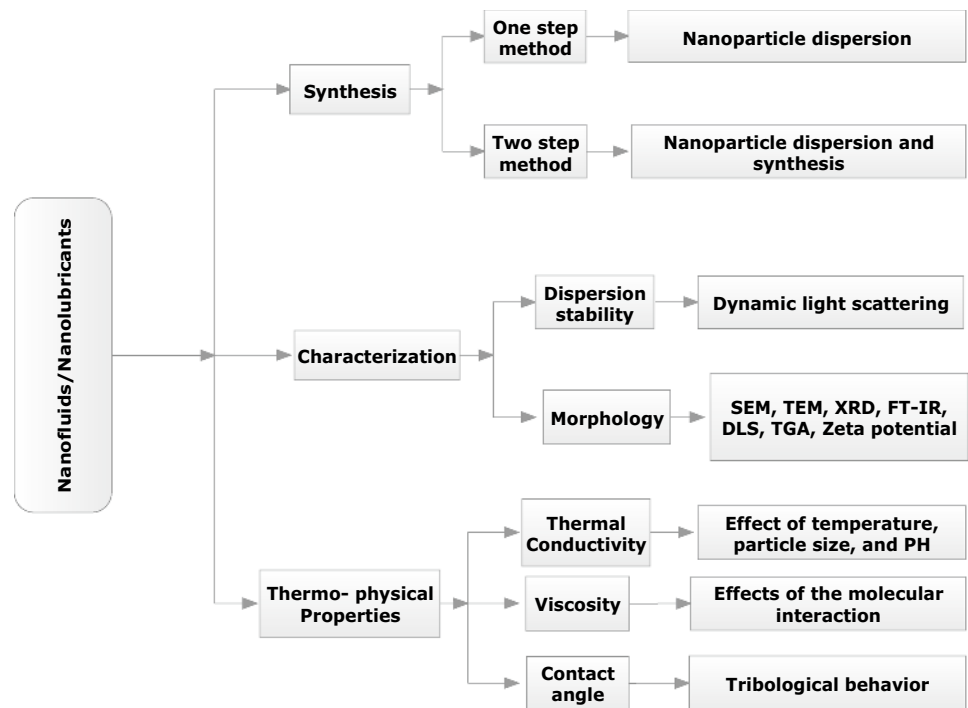 Nanofluids/Nanolubricants
Synthesis
One step
method
Nanoparticle dispersion
Two step
method
Nanoparticle dispersion and
synthesis
Characterization
Dispersion
stability
Dynamic light scattering
Morphology
SEM, TEM, XRD, FT-IR,
DLS, TGA, Zeta potential
Thermo- physical
Properties
Thermal
Conductivity
Effect of temperature,
particle size, and PH
Viscosity
Effects of the molecular
interaction
Contact
angle
Tribological behavior